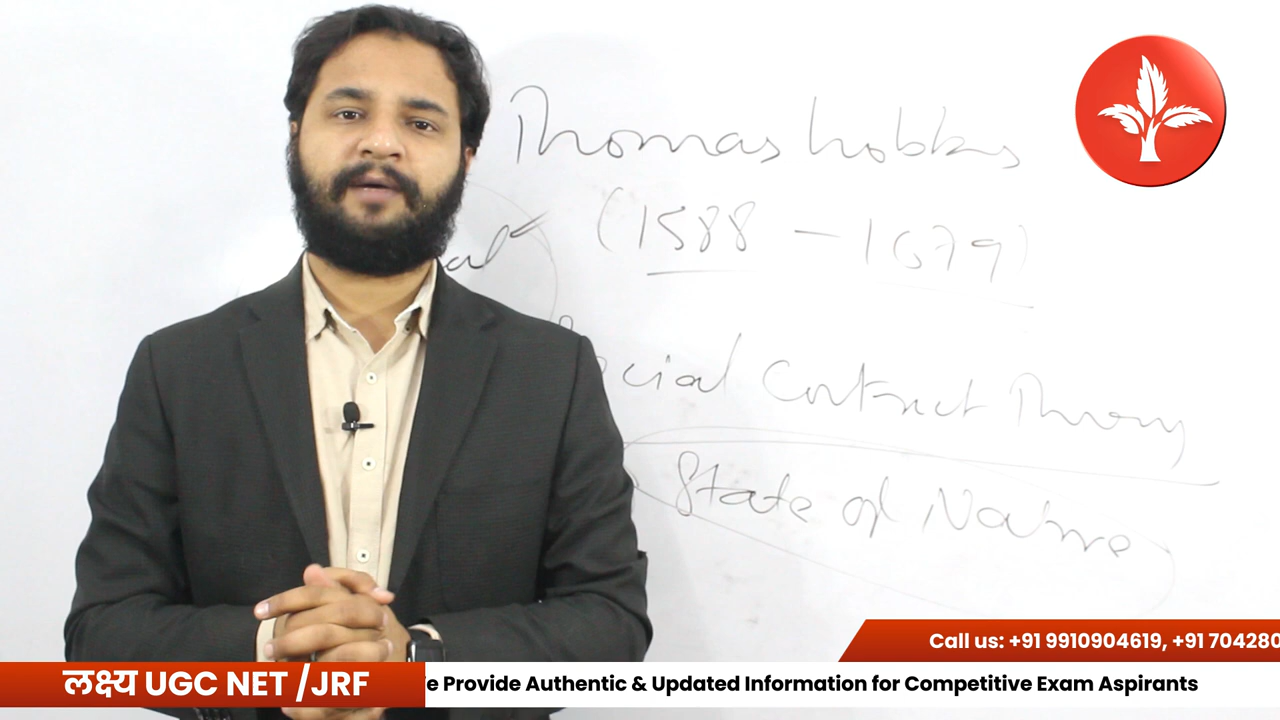 Thomas hobbes
(1588 - 1679)
Social Contract Theory
State of Nature
Call us: +91 9910904619, +91 704280
लक्ष्य UGC NET /JRF
e Provide Authentic & Updated Information for Competitive Exam Aspirants